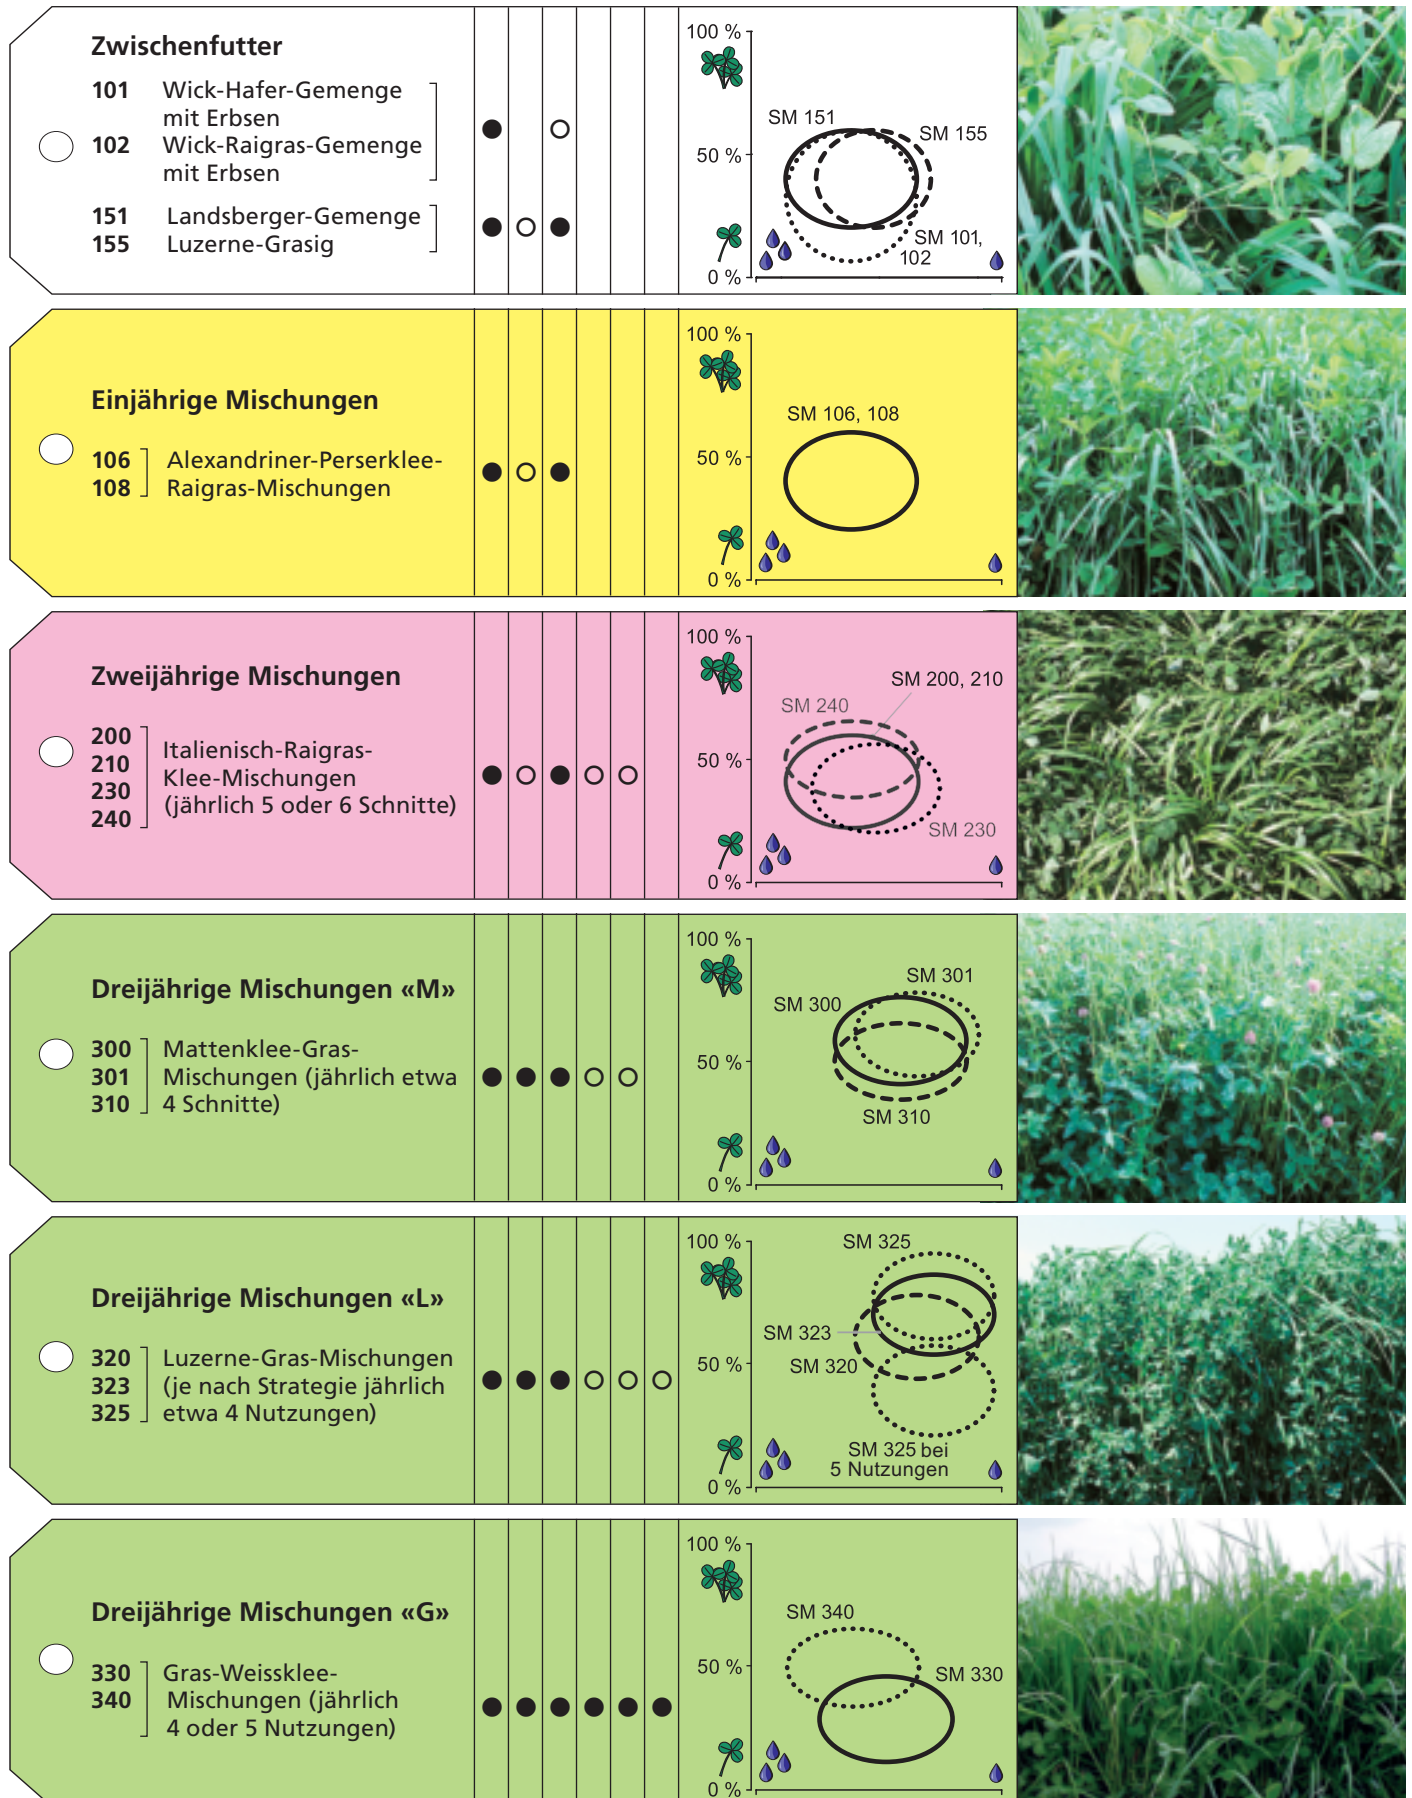 Zwischenfutter
101 Wick-Hafer-Gemenge
mit Erbsen
102 Wick-Raigras-Gemenge
mit Erbsen
151 Landsberger-Gemenge
155 Luzerne-Grasig
100 %
50 %
0 %
SM 151
SM 155
SM 101,
102
Einjährige Mischungen
106 Alexandriner-Perserklee-
108 Raigras-Mischungen
100 %
50 %
0 %
SM 106, 108
Zweijährige Mischungen
200
210
230
240
Italienisch-Raigras-
Klee-Mischungen
(jährlich 5 oder 6 Schnitte)
100 %
50 %
0 %
SM 200, 210
SM 240
SM 230
Dreijährige Mischungen «M»
300 Mattenklee-Gras-
301 Mischungen (jährlich etwa
310 4 Schnitte)
100 %
50 %
0 %
SM 301
SM 300
SM 310
Dreijährige Mischungen «L»
320 Luzerne-Gras-Mischungen
323 (je nach Strategie jährlich
325 etwa 4 Nutzungen)
100 %
50 %
0 %
SM 325
SM 323
SM 320
SM 325 bei
5 Nutzungen
Dreijährige Mischungen «G»
330 Gras-Weissklee-
340 Mischungen (jährlich
4 oder 5 Nutzungen)
100 %
50 %
0 %
SM 340
SM 330